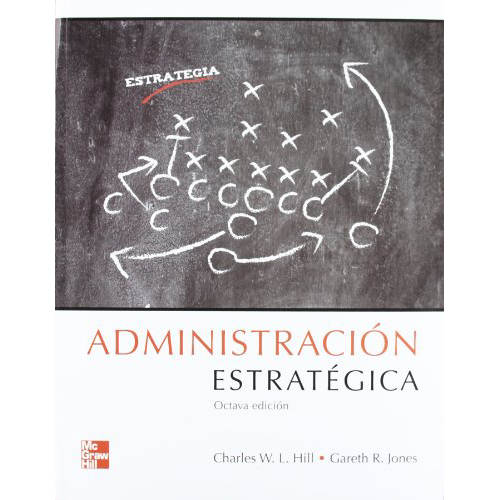 ESTRATEGIA
ADMINISTRACIÓN
ESTRATÉGICA
Octava edición
Mc
Graw
Hill
Charles W. L. Hill • Gareth R. Jones